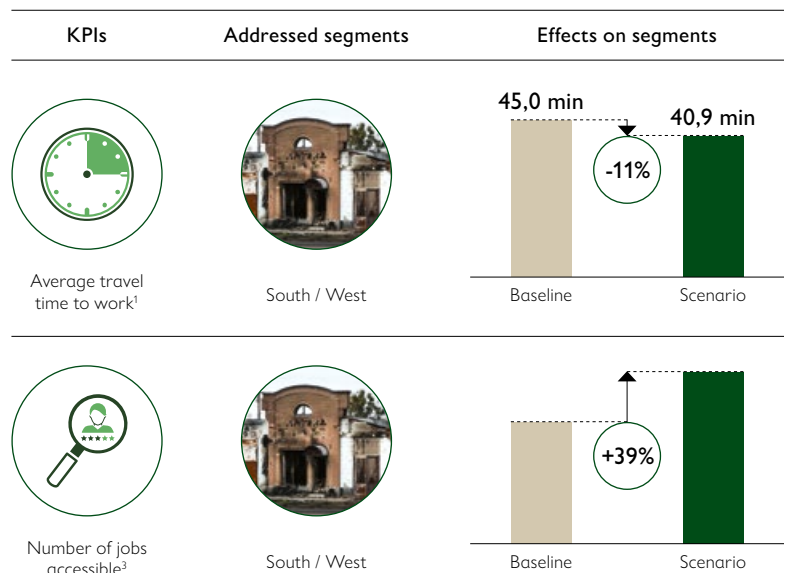 KPIs
Addressed segments
Effects on segments
45,0 min
40,9 min
-11%
Average travel
time to work¹
South / West
Baseline
Scenario
+39%
Number of jobs
accessible³
South / West
Baseline
Scenario